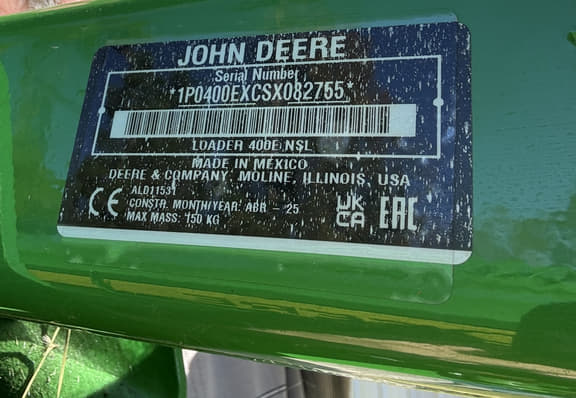 JOHN DEERE
Serial Number
*1P0400EXCSX082755*
LOADER 400E NSL
MADE IN MEXICO
DEERE & COMPANY, MOLINE, ILLINOIS, USA
ALD11531
CONSTR. MONTH/YEAR: ABR - 25
MAX MASS: 150 KG
CE
UK
CA
EAC